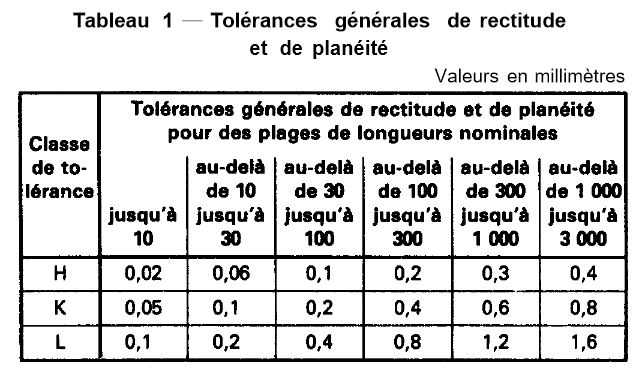 Tableau 1 — Tolérances générales de rectitude
et de planéité
Valeurs en millimètres
Classe de to-lérance
Tolérances générales de rectitude et de planéité
pour des plages de longueurs nominales
jusqu'à 10
au-delà de 10 jusqu'à 30
au-delà de 30 jusqu'à 100
au-delà de 100 jusqu'à 300
au-delà de 300 jusqu'à 1 000
au-delà de 1 000 jusqu'à 3 000
H 0,02 0,06 0,1 0,2 0,3 0,4
K 0,05 0,1 0,2 0,4 0,6 0,8
L 0,1 0,2 0,4 0,8 1,2 1,6